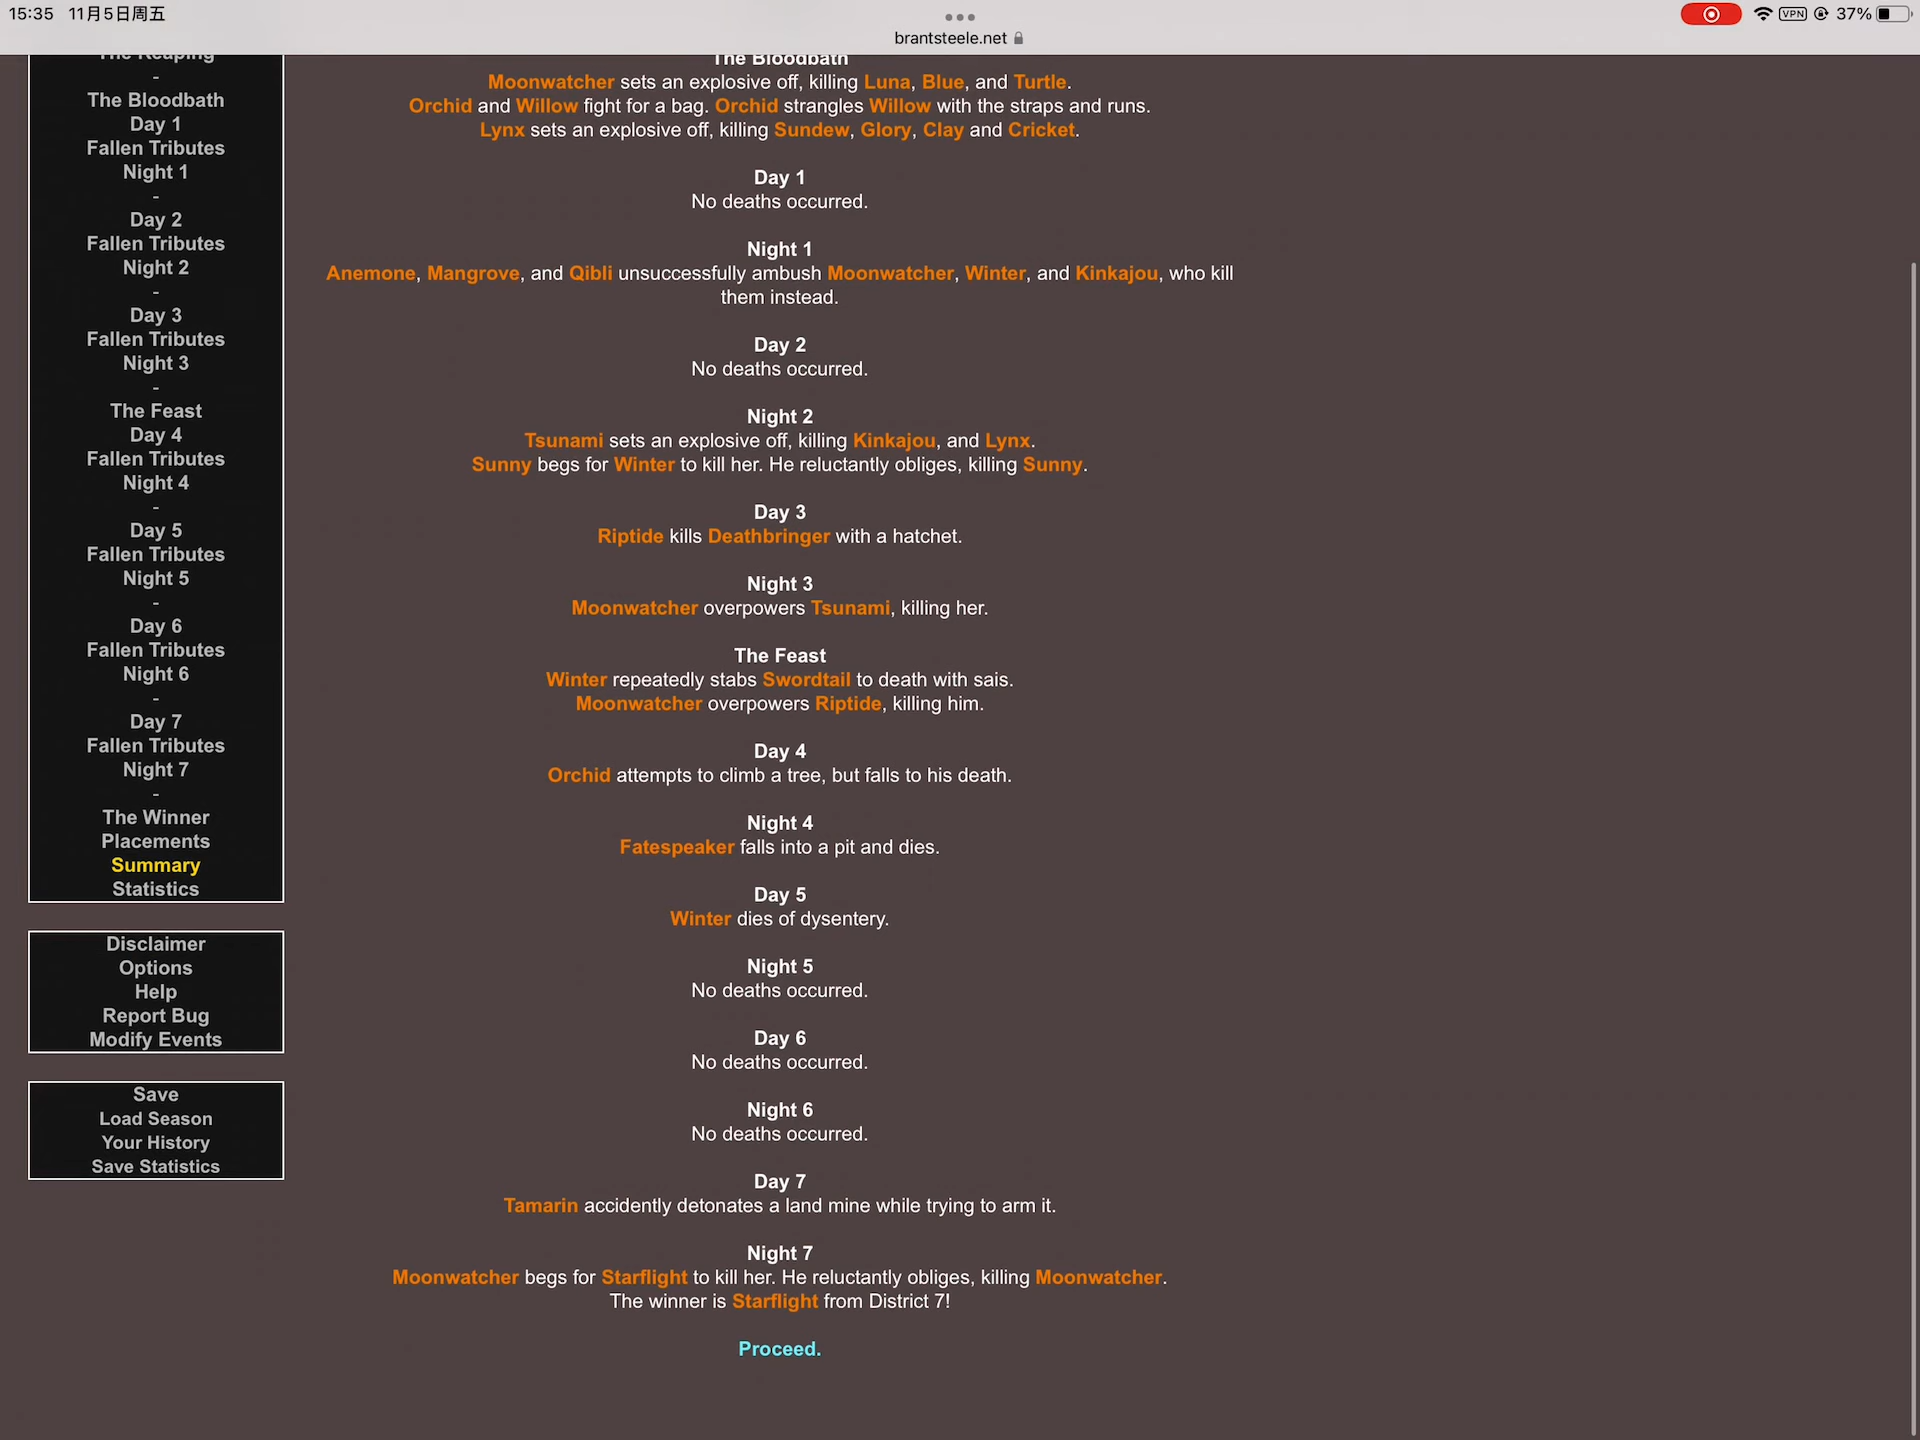 15:35 11月5日周五
VPN 37%
brantsteele.net
The Reaping
-
The Bloodbath
Day 1
Fallen Tributes
Night 1
-
Day 2
Fallen Tributes
Night 2
-
Day 3
Fallen Tributes
Night 3
-
The Feast
Day 4
Fallen Tributes
Night 4
-
Day 5
Fallen Tributes
Night 5
-
Day 6
Fallen Tributes
Night 6
-
Day 7
Fallen Tributes
Night 7
-
The Winner
Placements
Summary
Statistics
Disclaimer
Options
Help
Report Bug
Modify Events
Save
Load Season
Your History
Save Statistics
The Bloodbath
Moonwatcher sets an explosive off, killing Luna, Blue, and Turtle.
Orchid and Willow fight for a bag. Orchid strangles Willow with the straps and runs.
Lynx sets an explosive off, killing Sundew, Glory, Clay and Cricket.
Day 1
No deaths occurred.
Night 1
Anemone, Mangrove, and Qibli unsuccessfully ambush Moonwatcher, Winter, and Kinkajou, who kill
them instead.
Day 2
No deaths occurred.
Night 2
Tsunami sets an explosive off, killing Kinkajou, and Lynx.
Sunny begs for Winter to kill her. He reluctantly obliges, killing Sunny.
Day 3
Riptide kills Deathbringer with a hatchet.
Night 3
Moonwatcher overpowers Tsunami, killing her.
The Feast
Winter repeatedly stabs Swordtail to death with sais.
Moonwatcher overpowers Riptide, killing him.
Day 4
Orchid attempts to climb a tree, but falls to his death.
Night 4
Fatespeaker falls into a pit and dies.
Day 5
Winter dies of dysentery.
Night 5
No deaths occurred.
Day 6
No deaths occurred.
Night 6
No deaths occurred.
Day 7
Tamarin accidently detonates a land mine while trying to arm it.
Night 7
Moonwatcher begs for Starflight to kill her. He reluctantly obliges, killing Moonwatcher.
The winner is Starflight from District 7!
Proceed.